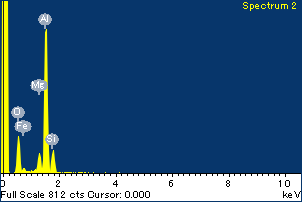 Spectrum 2
Al
Mg
O
Fe
Si
0 2 4 6 8 10
Full Scale 812 cts Cursor: 0.000 keV